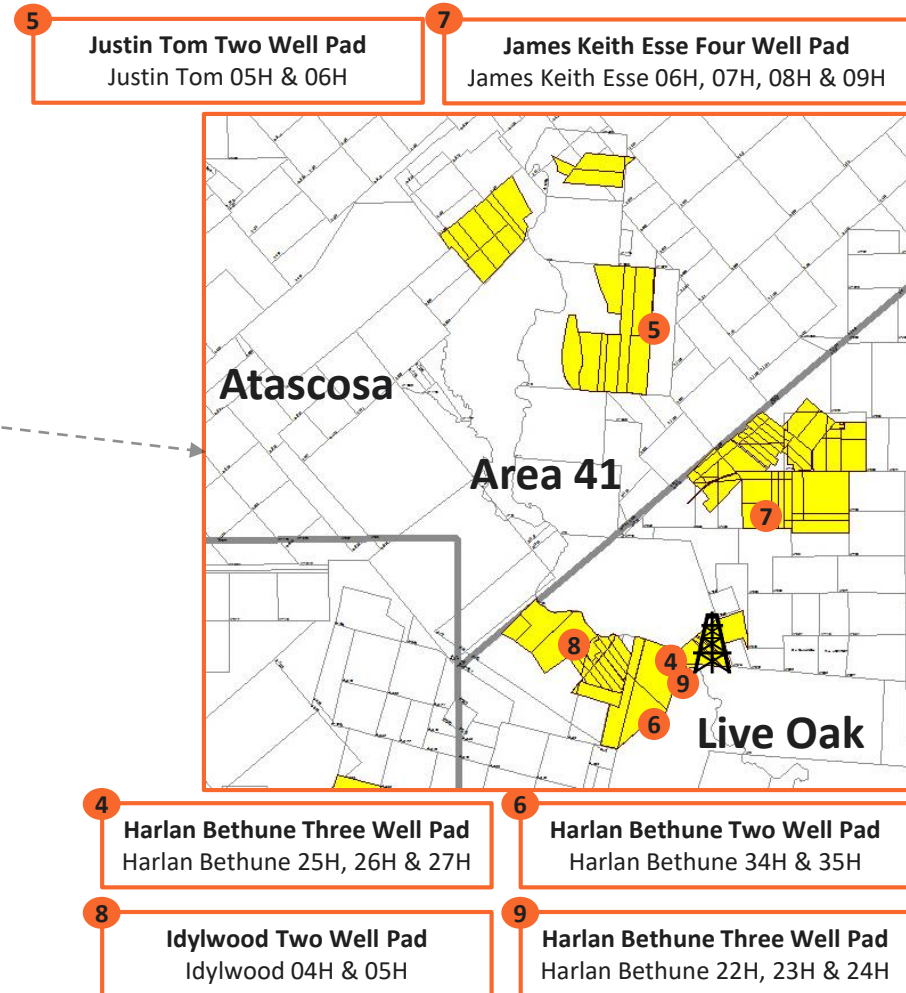 5
Justin Tom Two Well Pad
Justin Tom 05H & 06H
7
James Keith Esse Four Well Pad
James Keith Esse 06H, 07H, 08H & 09H
5
Atascosa
Area 41
7
8
4
9
6
Live Oak
4
Harlan Bethune Three Well Pad
Harlan Bethune 25H, 26H & 27H
6
Harlan Bethune Two Well Pad
Harlan Bethune 34H & 35H
8
Idylwood Two Well Pad
Idylwood 04H & 05H
9
Harlan Bethune Three Well Pad
Harlan Bethune 22H, 23H & 24H